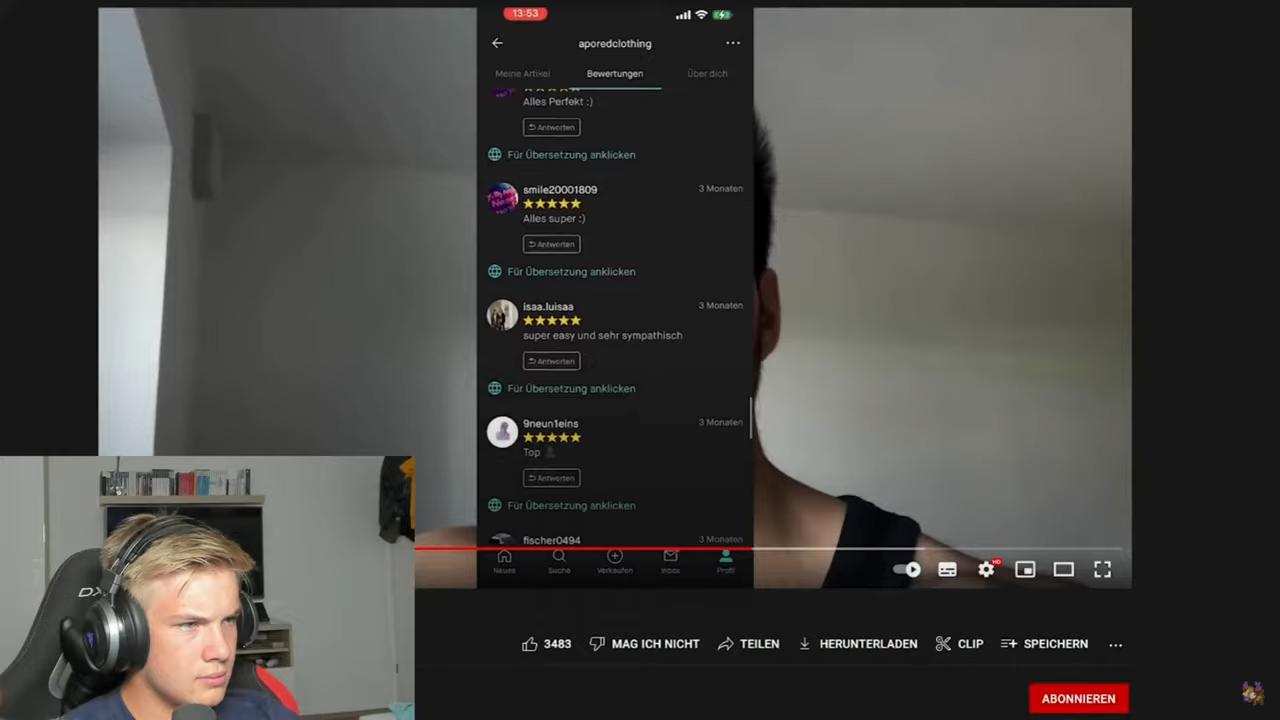 13:53
aporedclothing
Meine Artikel
Bewertungen
Über dich
Alles Perfekt :)
Antworten
Für Übersetzung anklicken
smile20001809
3 Monaten
Alles super :)
Antworten
Für Übersetzung anklicken
isaa.luisaa
3 Monaten
super easy und sehr sympathisch
Antworten
Für Übersetzung anklicken
9neun1eins
3 Monaten
Top
Antworten
Für Übersetzung anklicken
fischer0494
3 Monaten
Neues
Suche
Verkaufen
Inbox
Profil
HD
3483
MAG ICH NICHT
TEILEN
HERUNTERLADEN
CLIP
SPEICHERN
ABONNIEREN